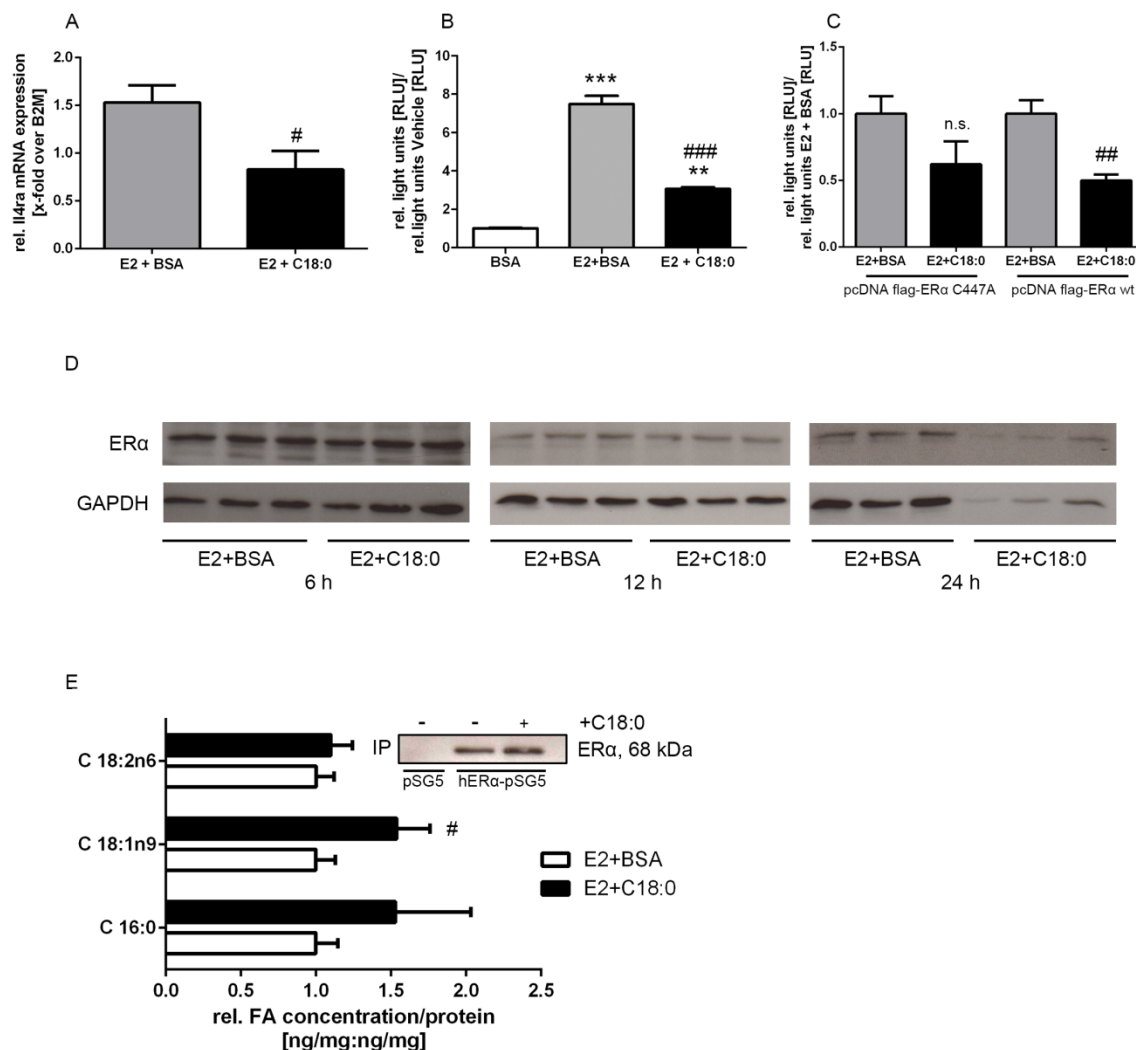 A
rel. Il4ra mRNA expression
[x-fold over B2M]
2.0
1.5
1.0
0.5
0.0
#
E2 + BSA
E2 + C18:0
B
rel. light units [RLU]/
rel.light units Vehicle [RLU]
10
8
6
4
2
0
***
###
**
BSA
E2+BSA
E2 + C18:0
C
rel. light units [RLU]/
rel. light units E2 + BSA [RLU]
1.5
1.0
0.5
0.0
n.s.
##
E2+BSA
E2+C18:0
E2+BSA
E2+C18:0
pcDNA flag-ERα C447A
pcDNA flag-ERα wt
D
ERα
GAPDH
E2+BSA
E2+C18:0
E2+BSA
E2+C18:0
E2+BSA
E2+C18:0
6 h
12 h
24 h
E
- - + +C18:0
IP
ERα, 68 kDa
pSG5
hERα-pSG5
C 18:2n6
C 18:1n9
#
C 16:0
E2+BSA
E2+C18:0
0.0 0.5 1.0 1.5 2.0 2.5
rel. FA concentration/protein
[ng/mg:ng/mg]